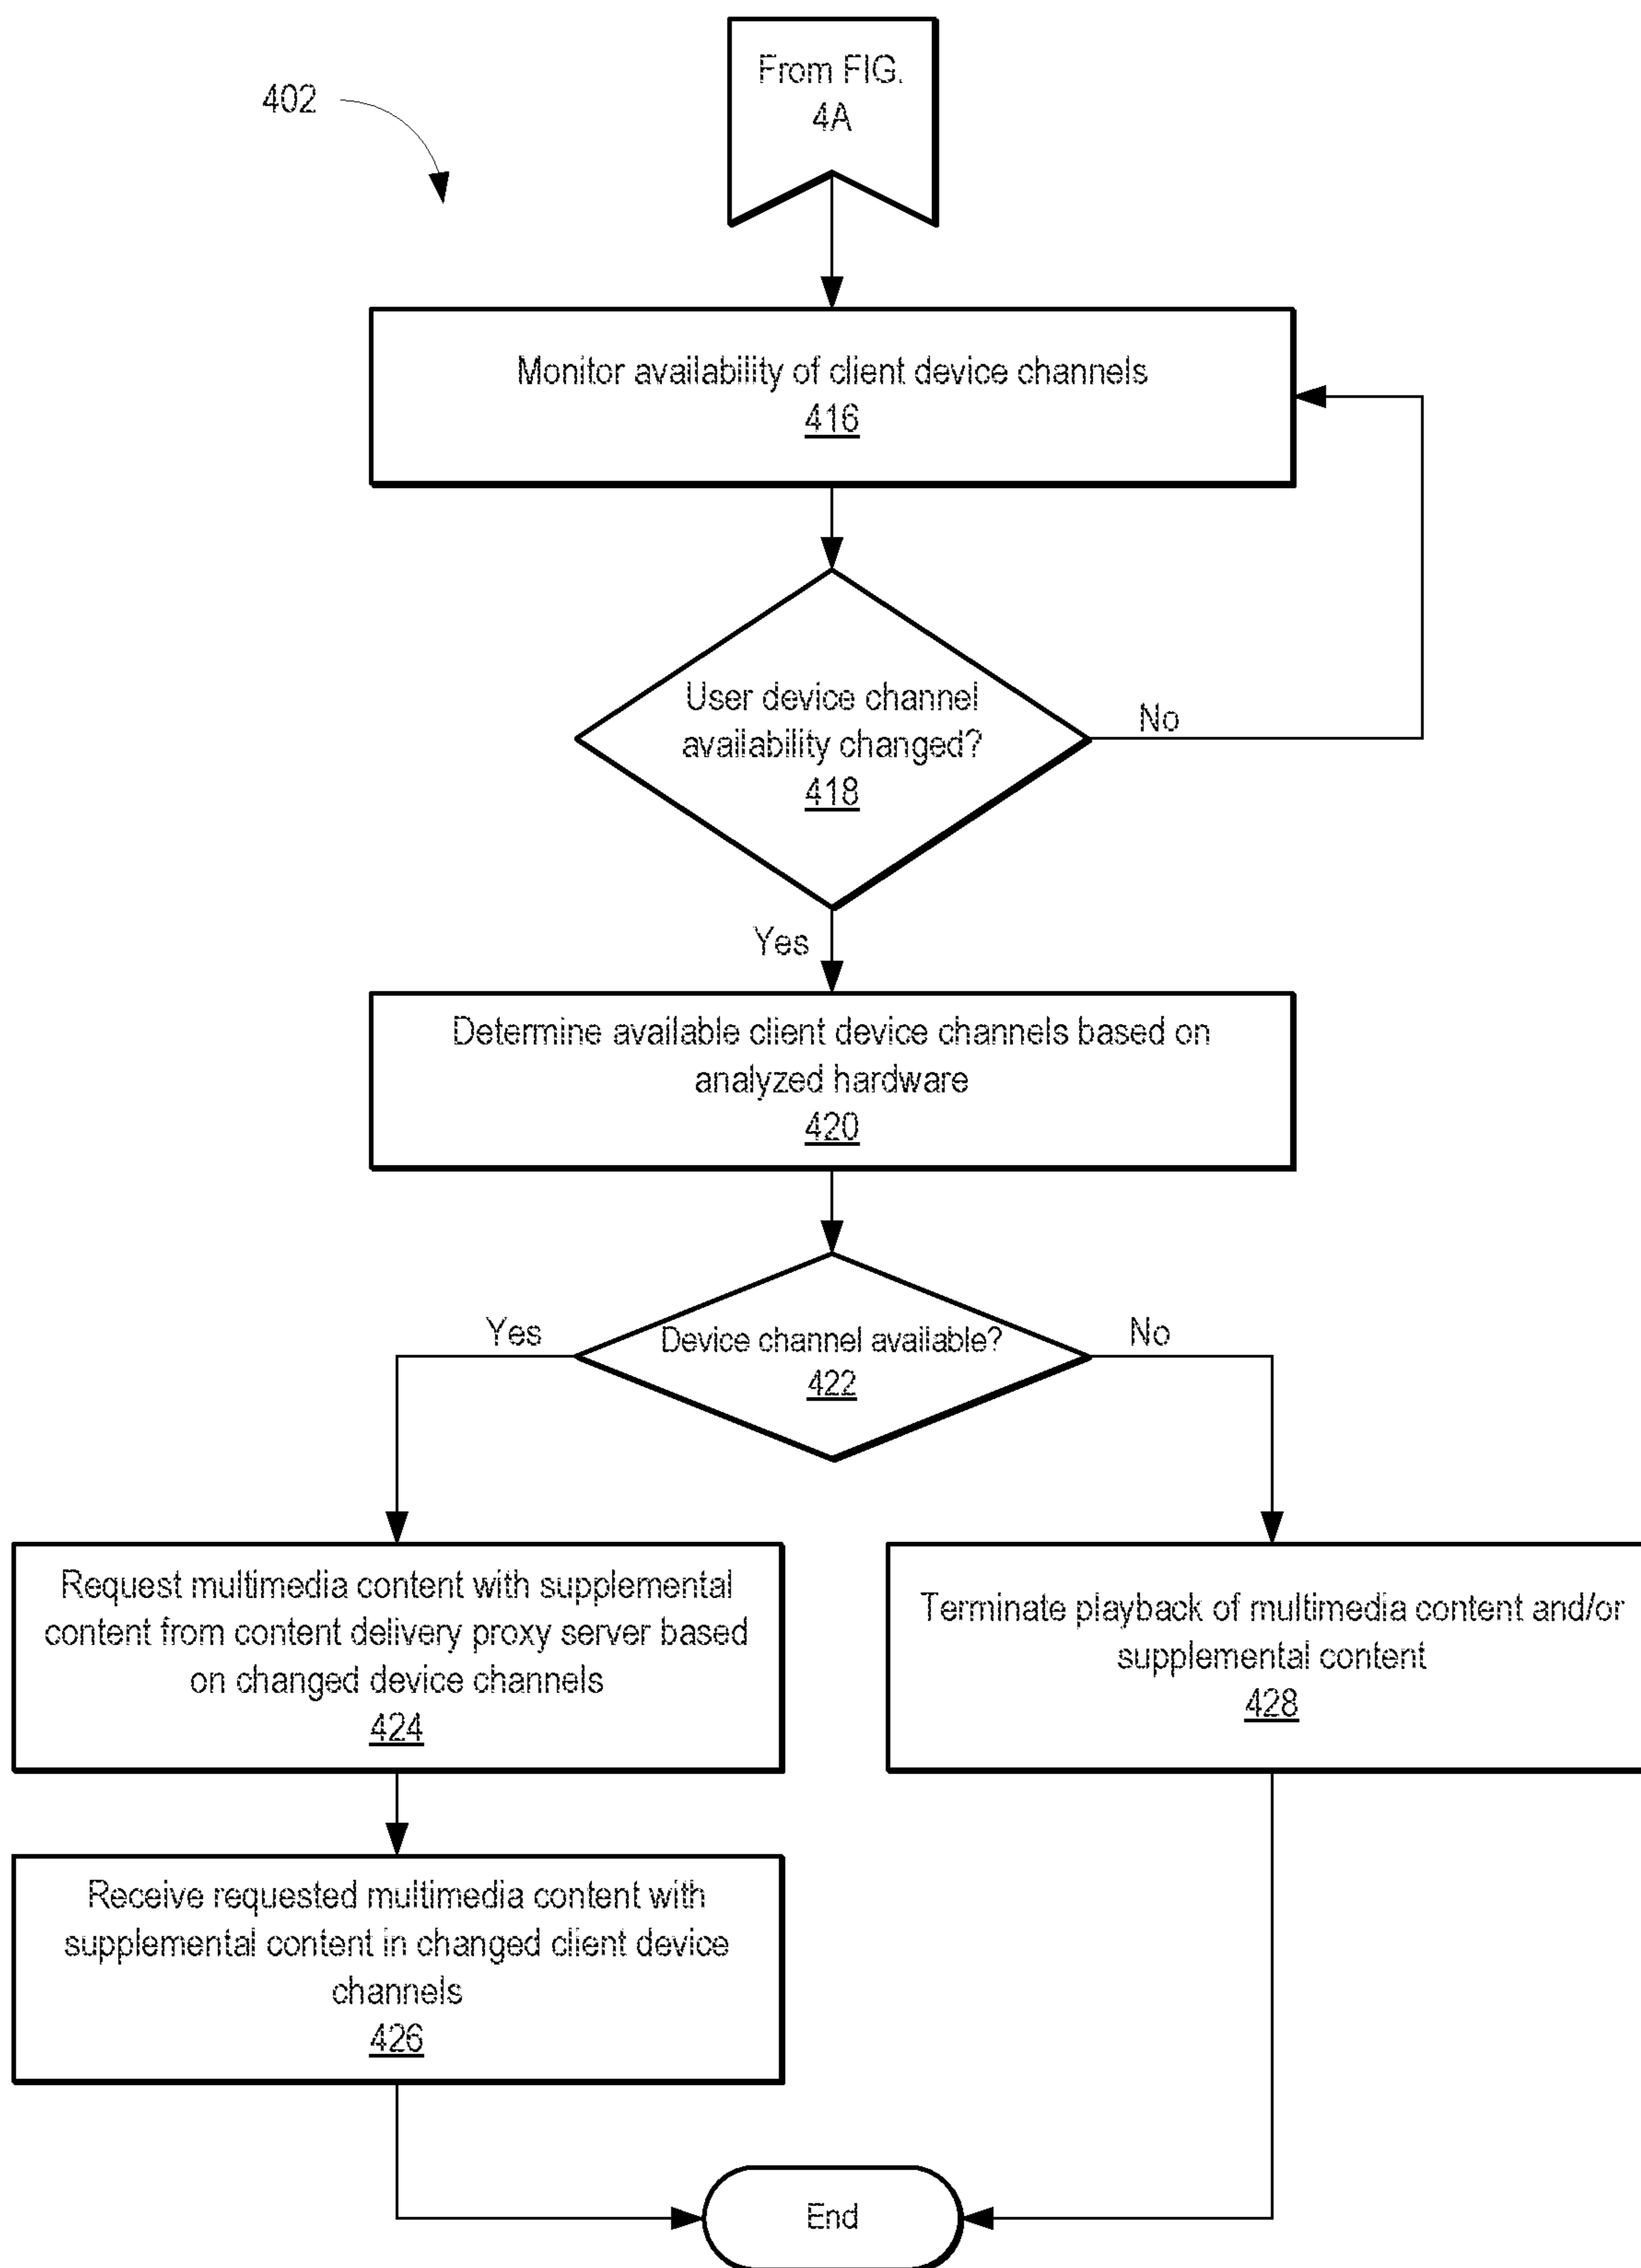 From FIG.
4A
402
Monitor availability of client device channels
416
User device channel
availability changed?
418
No
Yes
Determine available client device channels based on
analyzed hardware
420
Yes
Device channel available?
422
No
Request multimedia content with supplemental
content from content delivery proxy server based
on changed device channels
424
Terminate playback of multimedia content and/or
supplemental content
428
Receive requested multimedia content with
supplemental content in changed client device
channels
426
End